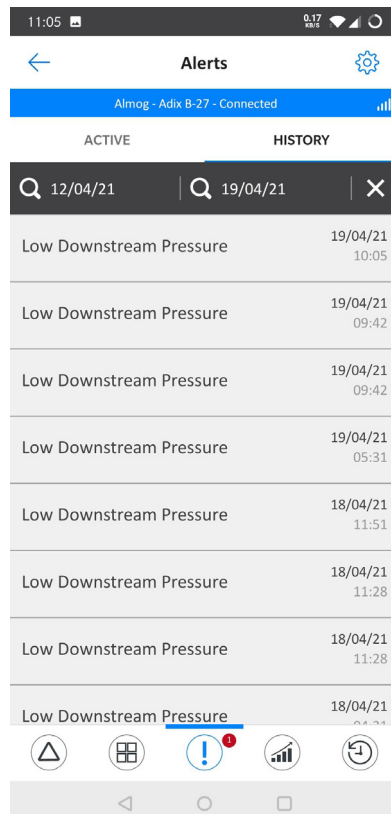 11:05
0.17
KB/S
Alerts
Almog - Adix B-27 - Connected
ACTIVE HISTORY
12/04/21 19/04/21
Low Downstream Pressure 19/04/21
10:05
Low Downstream Pressure 19/04/21
09:42
Low Downstream Pressure 19/04/21
09:42
Low Downstream Pressure 19/04/21
05:31
Low Downstream Pressure 18/04/21
11:51
Low Downstream Pressure 18/04/21
11:28
Low Downstream Pressure 18/04/21
11:28
Low Downstream Pressure 18/04/21
1